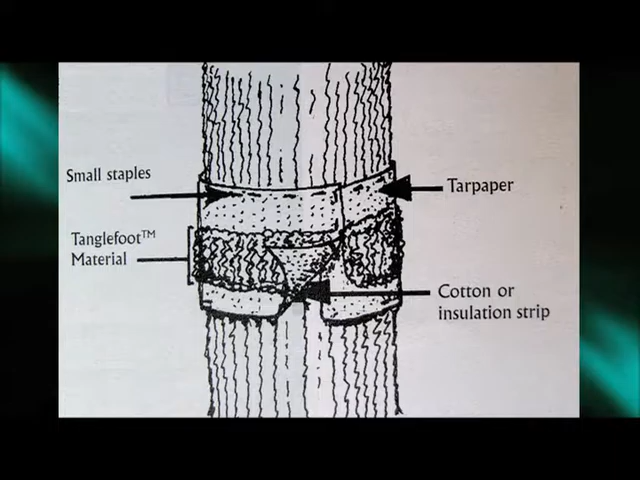 Small staples
Tarpaper
Tanglefoot™
Material
Cotton or
insulation strip